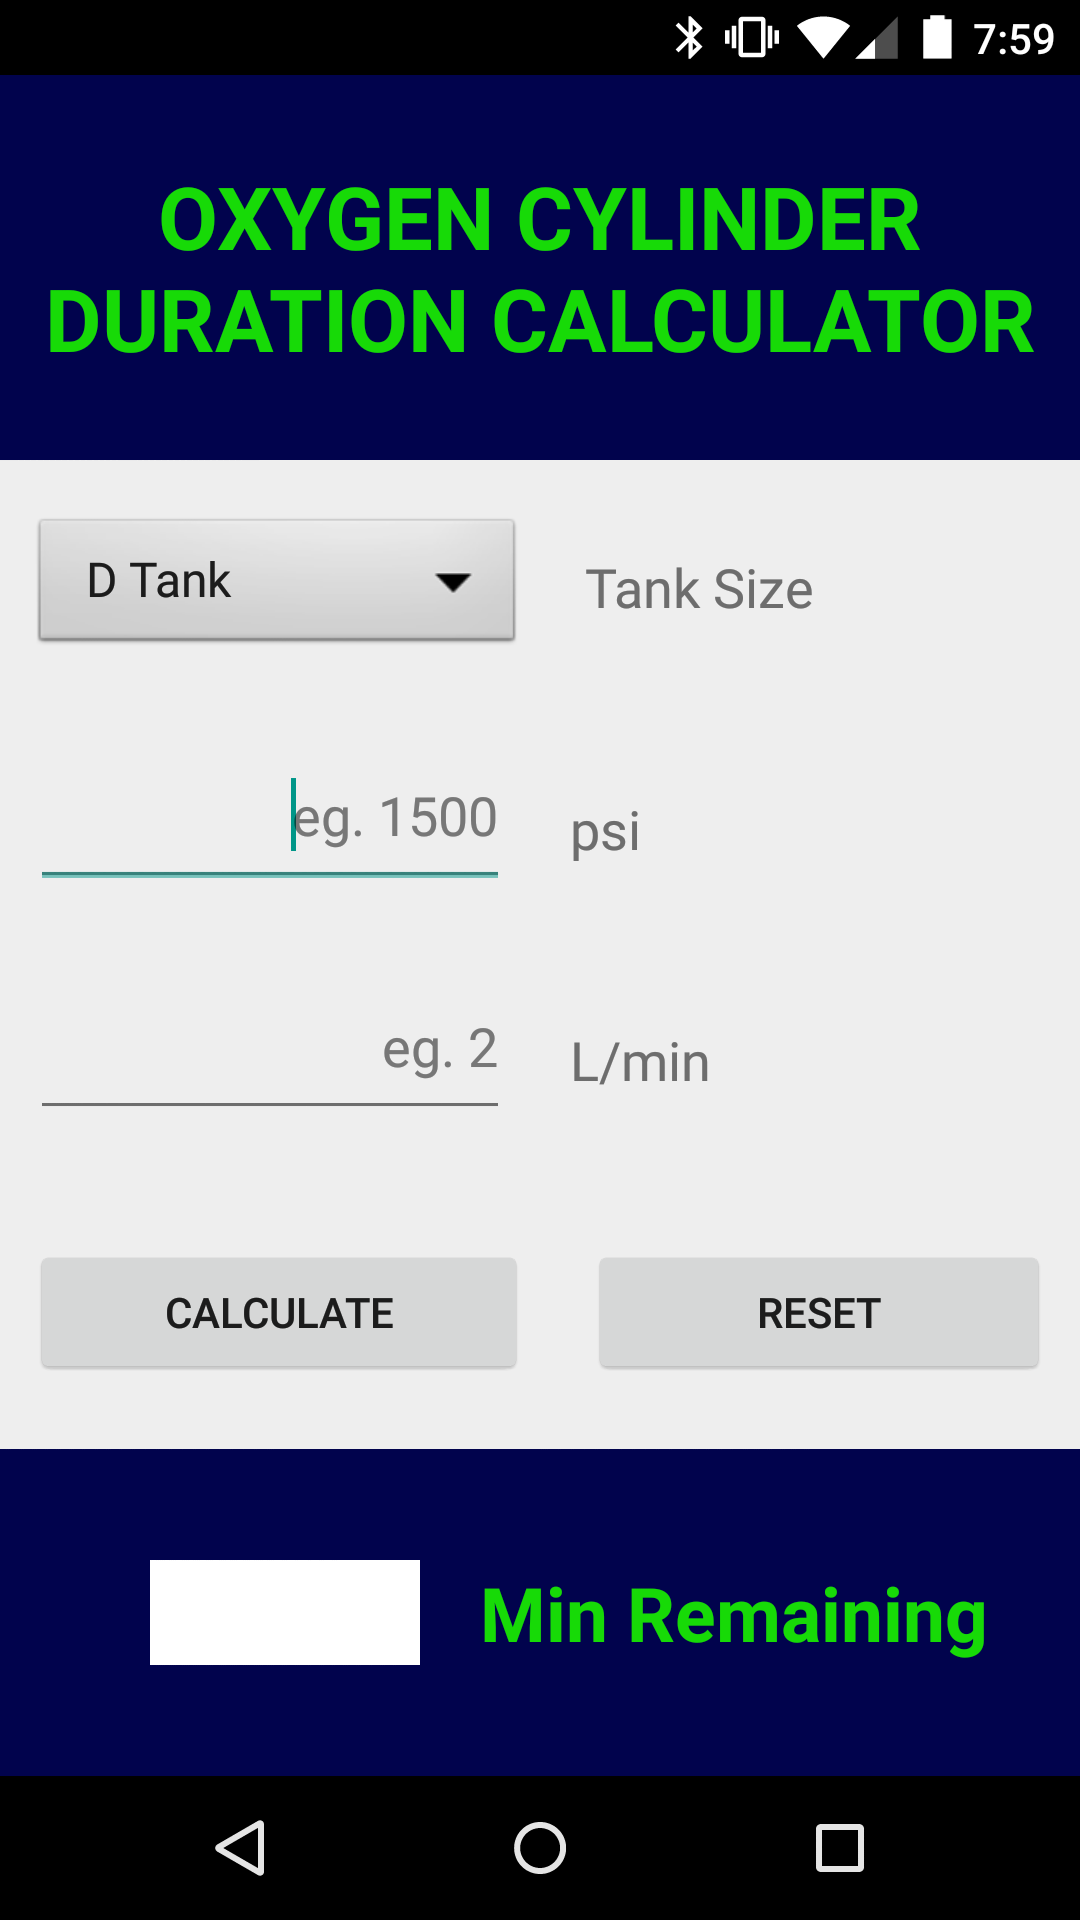 7:59
OXYGEN CYLINDER
DURATION CALCULATOR
D Tank
Tank Size
eg. 1500
psi
eg. 2
L/min
CALCULATE
RESET
Min Remaining